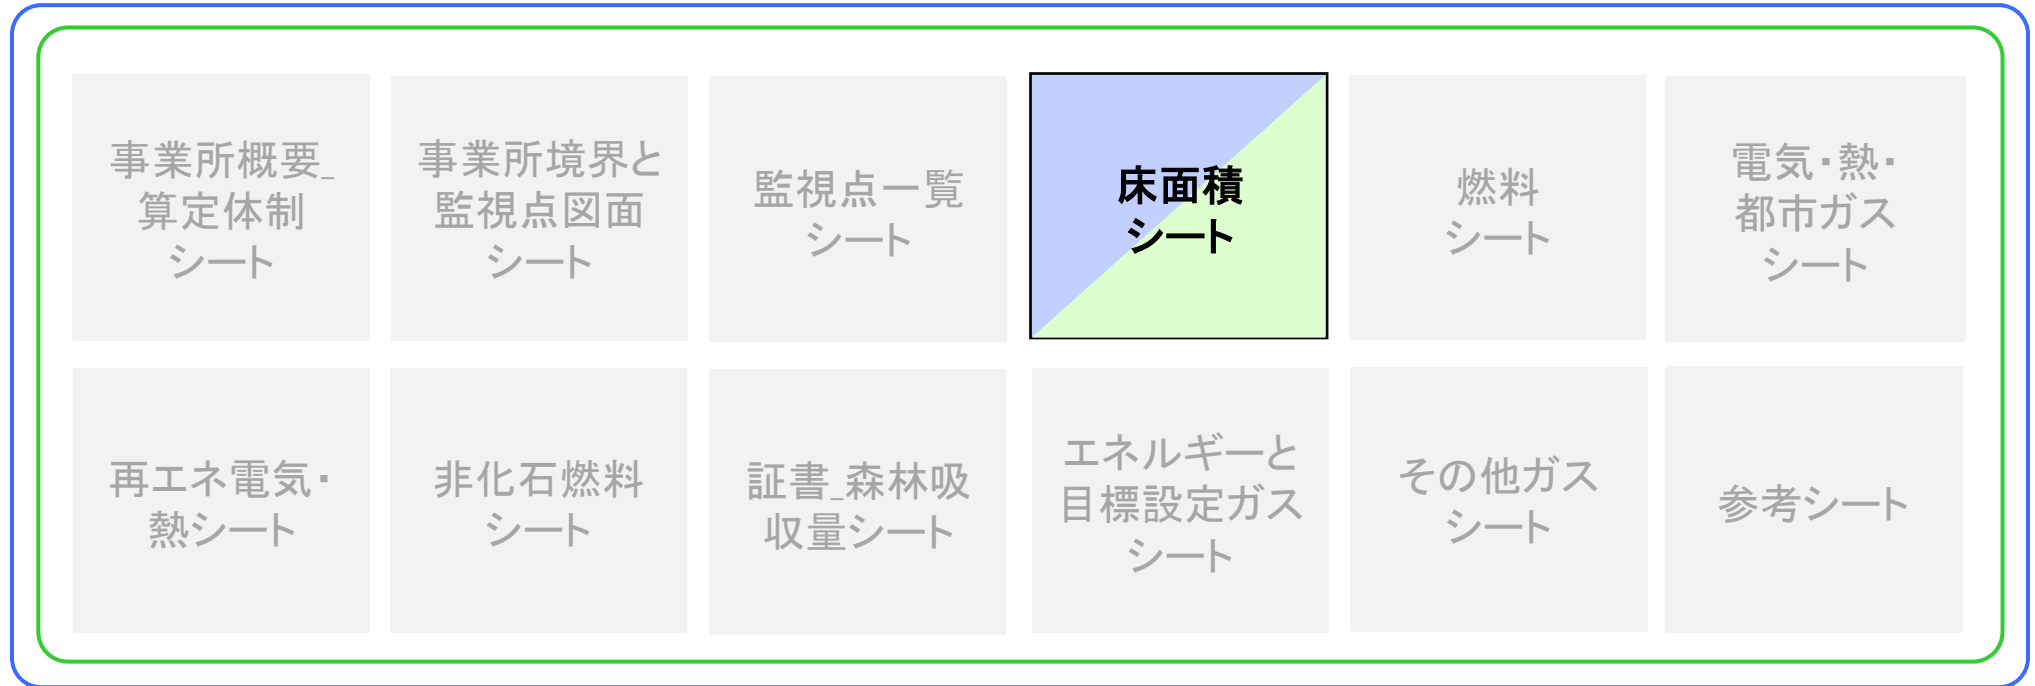 事業所概要_
算定体制
シート
事業所境界と
監視点図面
シート
監視点一覧
シート
床面積
シート
燃料
シート
電気・熱・
都市ガス
シート
再エネ電気・
熱シート
非化石燃料
シート
証書_森林吸
収量シート
エネルギーと
目標設定ガス
シート
その他ガス
シート
参考シート